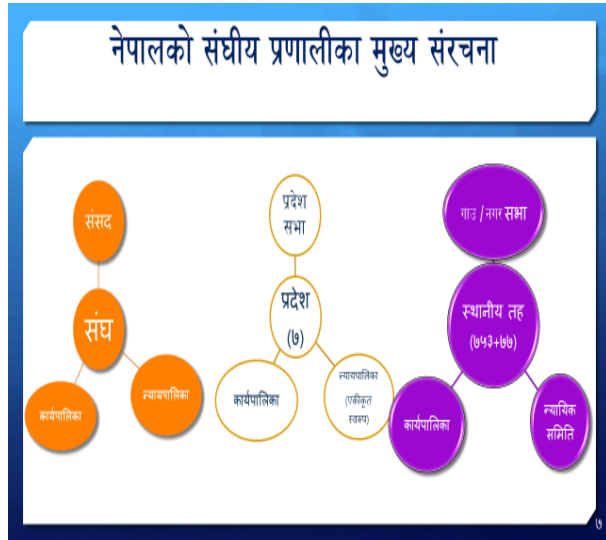 नेपालको संघीय प्रणालीका मुख्य संरचना
संसद
संघ
कार्यपालिका
न्यायपालिका
प्रदेश
सभा
प्रदेश
(७)
कार्यपालिका
न्यायपालिका
(एकीकृत
स्वरुप)
गाउ /नगर सभा
स्थानीय तह
(७५३+७७)
कार्यपालिका
न्यायिक
समिति
७